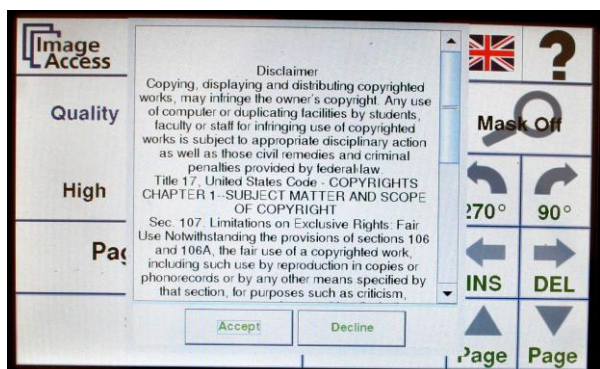 Image
Access
Quality
High
Disclaimer
Copying, displaying and distributing copyrighted
works, may infringe the owner's copyright. Any use
of computer or duplicating facilities by students,
faculty or staff for infringing use of copyrighted
works is subject to appropriate disciplinary action
as well as those civil remedies and criminal
penalties provided by federal law.
Title 17, United States Code - COPYRIGHTS
CHAPTER 1--SUBJECT MATTER AND SCOPE
OF COPYRIGHT
Sec. 107. Limitations on Exclusive Rights: Fair
Use Notwithstanding the provisions of sections 106
and 106A, the fair use of a copyrighted work,
including such use by reproduction in copies or
phonorecords or by any other means specified by
that section, for purposes such as criticism,
Accept Decline
?
Mask Off
270° 90°
INS DEL
Page Page